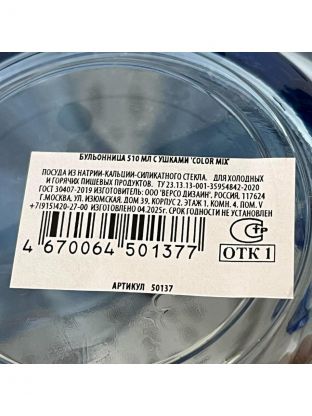 БУЛЬОННИЦА 510 МЛ С УШКАМИ 'COLOR MIX'
ПОСУДА ИЗ НАТРИЙ-КАЛЬЦИЙ-СИЛИКАТНОГО СТЕКЛА. ДЛЯ ХОЛОДНЫХ
И ГОРЯЧИХ ПИЩЕВЫХ ПРОДУКТОВ. ТУ 23.13.13-001-35954842-2020
ГОСТ 30407-2019 ИЗГОТОВИТЕЛЬ: ООО "ВЕРСО ДИЗАЙН", РОССИЯ, 117624
Г.МОСКВА, УЛ. ИЗЮМСКАЯ, ДОМ 39, КОРПУС 2, ЭТАЖ 1, КОМН. 4, ПОМ. V
+7(915)420-27-00 ИЗГОТОВЛЕНО 04.2025г. СРОК ГОДНОСТИ НЕ УСТАНОВЛЕН
4 670064 501377
ОТК 1
АРТИКУЛ 50137